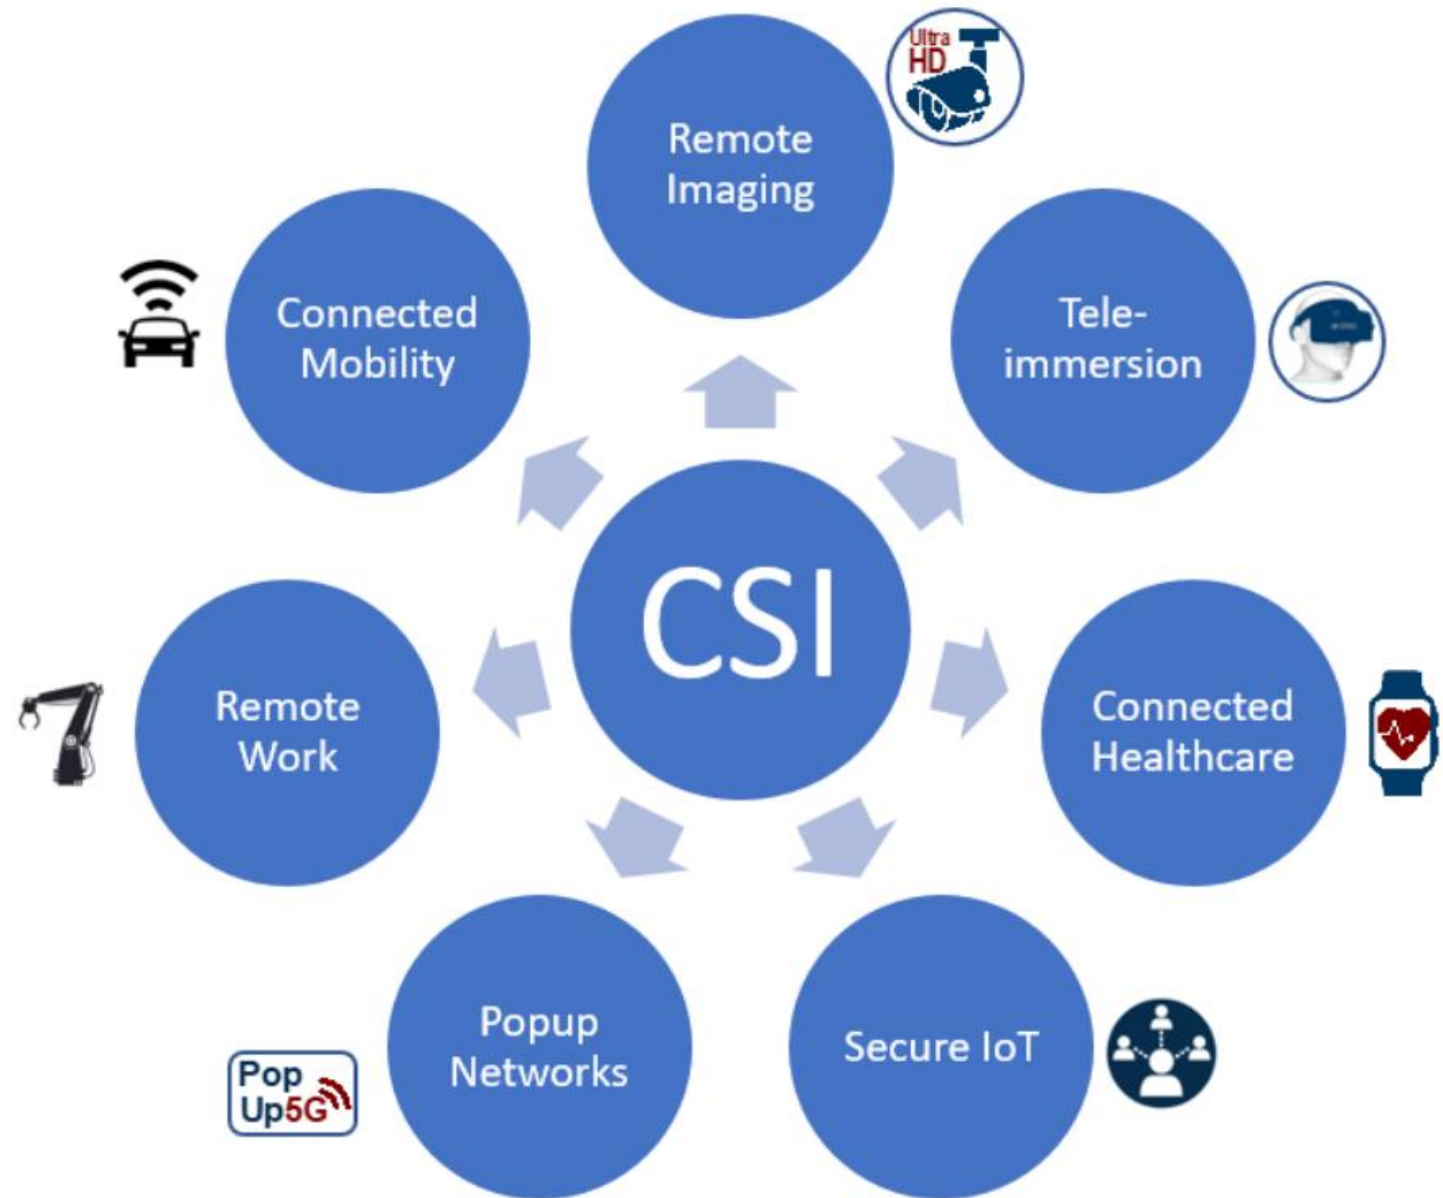 Ultra
HD
Remote
Imaging
Connected
Mobility
Tele-
immersion
CSI
Remote
Work
Connected
Healthcare
Popup
Networks
Secure IoT
Pop
Up5G